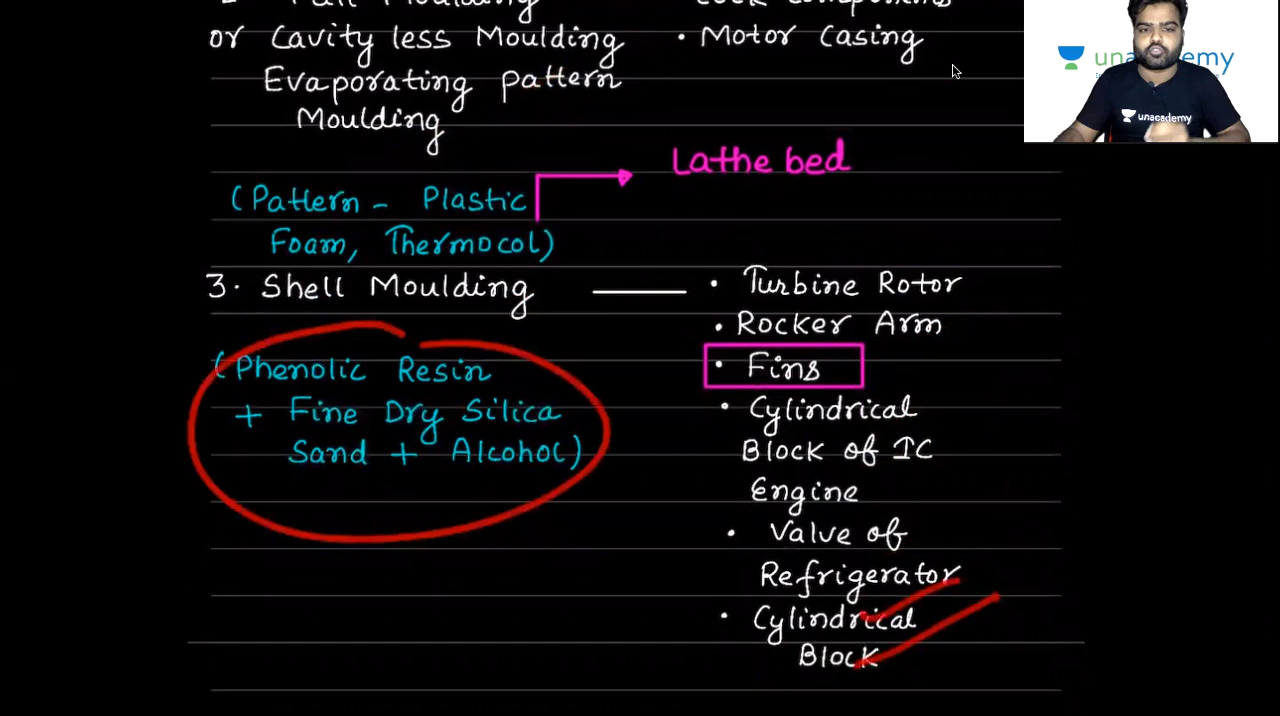 or Cavity less Moulding
Evaporating pattern
Moulding
(Pattern - Plastic
Foam, Thermocol)
• Motor Casing
Lathe bed
3. Shell Moulding
(Phenolic Resin
+ Fine Dry Silica
Sand + Alcohol)
• Turbine Rotor
• Rocker Arm
• Fins
• Cylindrical
Block of IC
Engine
• Value of
Refrigerator
• Cylindrical
Block
unacademy